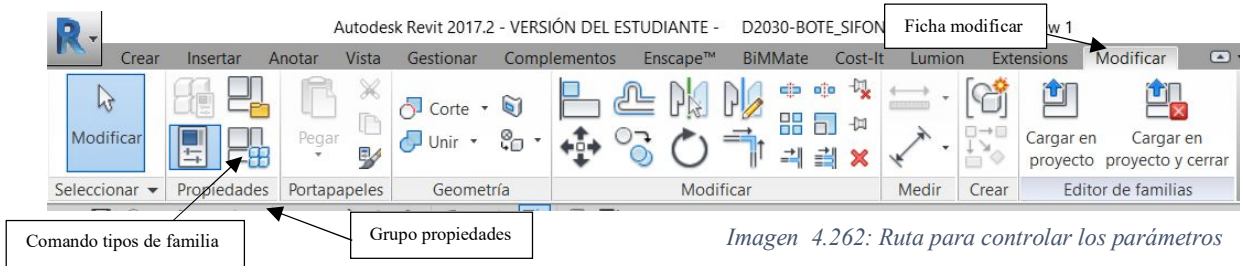 Autodesk Revit 2017.2 - VERSIÓN DEL ESTUDIANTE - D2030-BOTE_SIFON w 1
Ficha modificar
Crear Insertar Anotar Vista Gestionar Complementos Enscape™ BiMMate Cost-It Lumion Extensions Modificar
Modificar
Pegar
Corte
Unir
Cargar en proyecto
Cargar en proyecto y cerrar
Seleccionar Propiedades Portapapeles Geometría Modificar Medir Crear Editor de familias
Comando tipos de familia
Grupo propiedades
Imagen 4.262: Ruta para controlar los parámetros